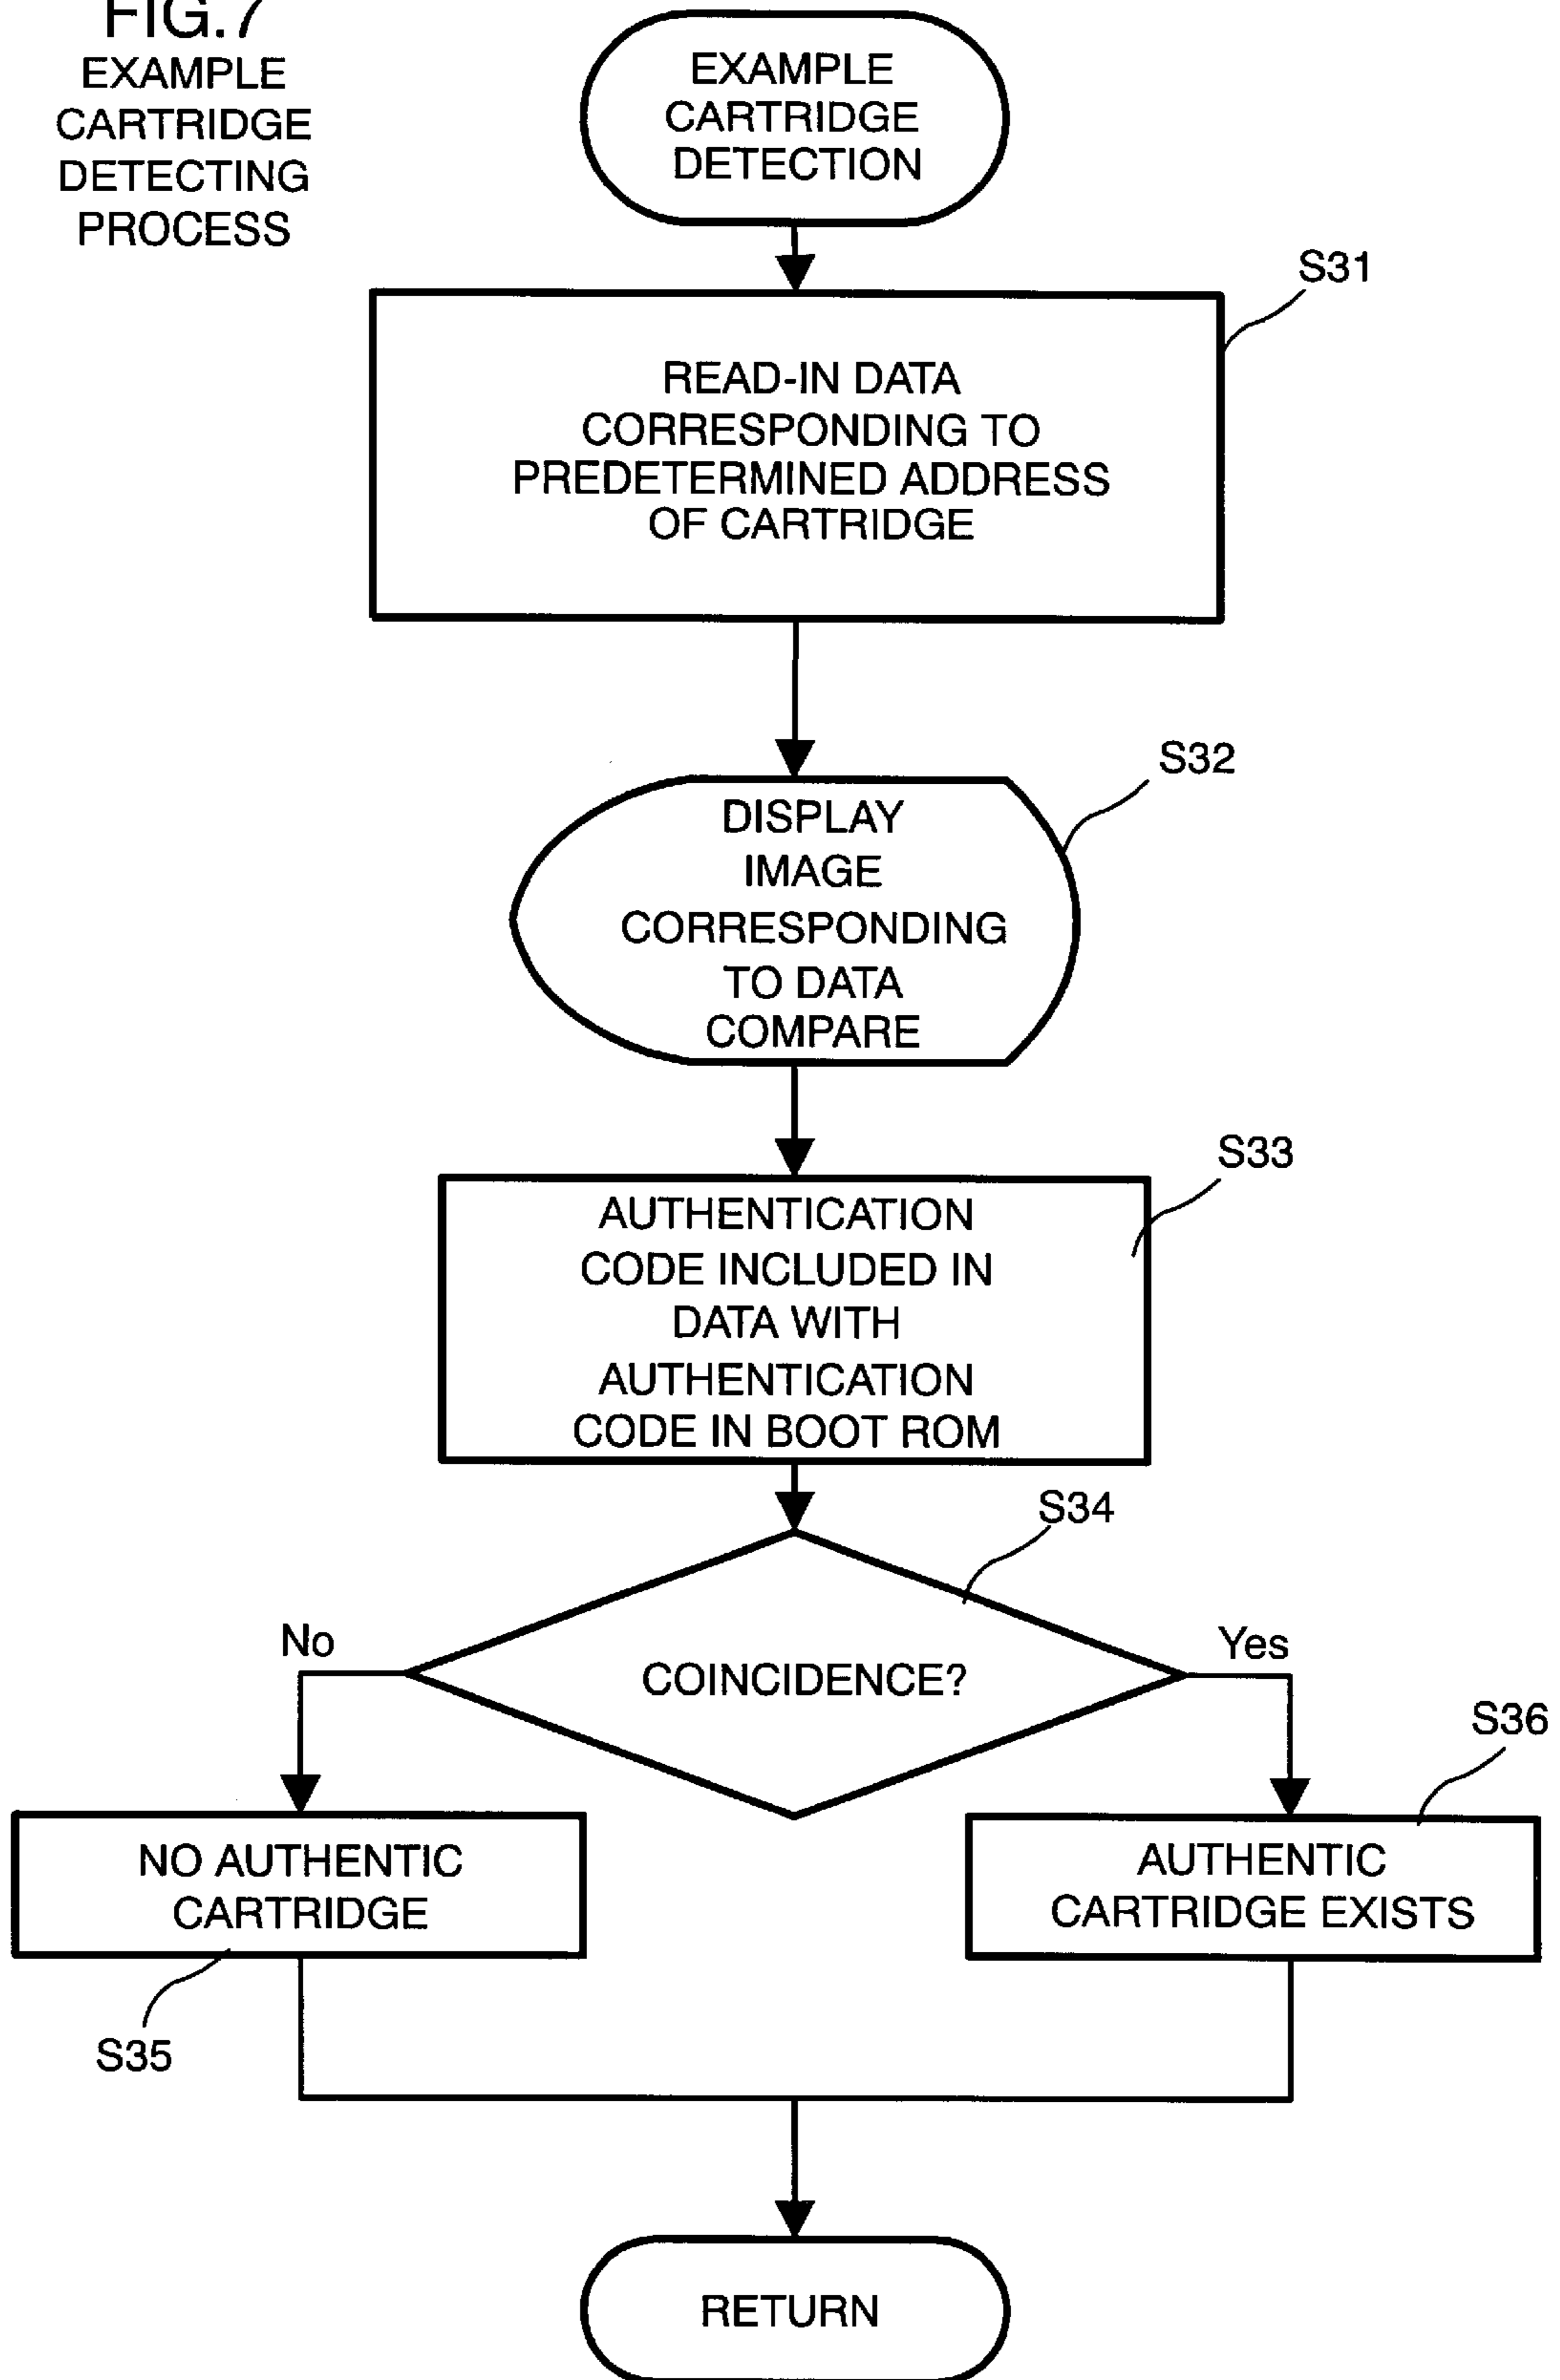 FIG.7
EXAMPLE
CARTRIDGE
DETECTING
PROCESS
EXAMPLE
CARTRIDGE
DETECTION
S31
READ-IN DATA
CORRESPONDING TO
PREDETERMINED ADDRESS
OF CARTRIDGE
S32
DISPLAY
IMAGE
CORRESPONDING
TO DATA
COMPARE
S33
AUTHENTICATION
CODE INCLUDED IN
DATA WITH
AUTHENTICATION
CODE IN BOOT ROM
S34
COINCIDENCE?
No
Yes
S36
NO AUTHENTIC
CARTRIDGE
AUTHENTIC
CARTRIDGE EXISTS
S35
RETURN